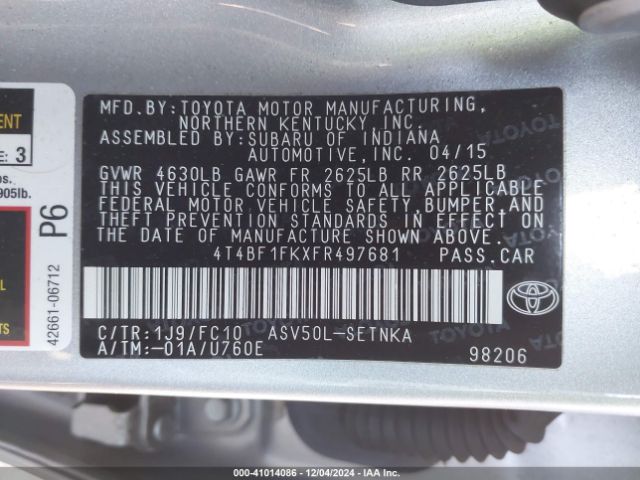 MFD.BY:TOYOTA MOTOR MANUFACTURING,
NORTHERN KENTUCKY,INC.
ASSEMBLED BY:SUBARU OF INDIANA
AUTOMOTIVE,INC. 04/15
GVWR 4630LB GAWR FR 2625LB RR 2625LB
THIS VEHICLE CONFORMS TO ALL APPLICABLE
FEDERAL MOTOR VEHICLE SAFETY,BUMPER,AND
THEFT PREVENTION STANDARDS IN EFFECT ON
THE DATE OF MANUFACTURE SHOWN ABOVE.
4T4BF1FKXFR497681 PASS.CAR
C/TR:1J9/FC10 ASV50L-SETNKA
A/TM:-01A/U760E
98206
TOYOTA
3
905lb.
P6
42661-06712
000-41014086 - 12/04/2024 - IAA Inc.